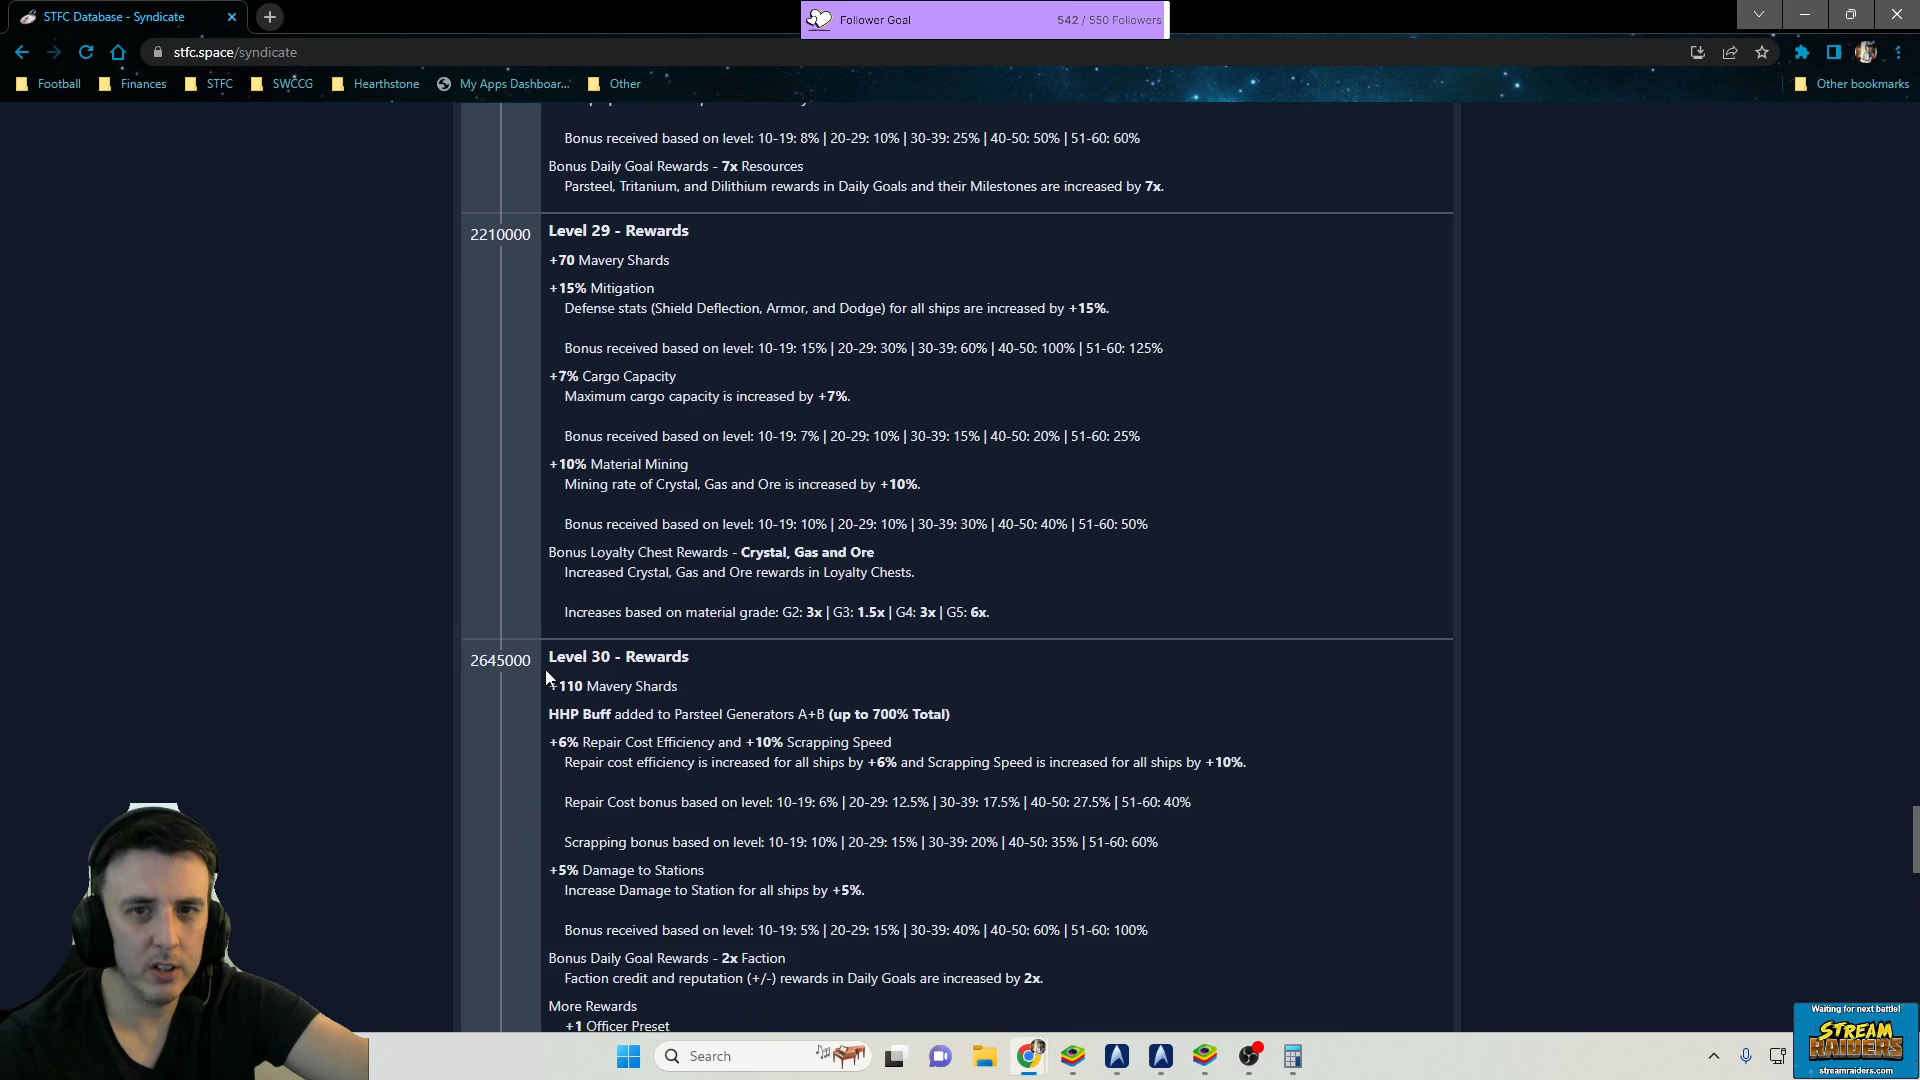 STFC Database - Syndicate
Follower Goal
542 / 550 Followers
stfc.space/syndicate
Football
Finances
STFC
SWCCG
Hearthstone
My Apps Dashboar...
Other
Other bookmarks
Bonus received based on level: 10-19: 8% | 20-29: 10% | 30-39: 25% | 40-50: 50% | 51-60: 60%
Bonus Daily Goal Rewards - 7x Resources
Parsteel, Tritanium, and Dilithium rewards in Daily Goals and their Milestones are increased by 7x.
2210000
Level 29 - Rewards
+70 Mavery Shards
+15% Mitigation
Defense stats (Shield Deflection, Armor, and Dodge) for all ships are increased by +15%.
Bonus received based on level: 10-19: 15% | 20-29: 30% | 30-39: 60% | 40-50: 100% | 51-60: 125%
+7% Cargo Capacity
Maximum cargo capacity is increased by +7%.
Bonus received based on level: 10-19: 7% | 20-29: 10% | 30-39: 15% | 40-50: 20% | 51-60: 25%
+10% Material Mining
Mining rate of Crystal, Gas and Ore is increased by +10%.
Bonus received based on level: 10-19: 10% | 20-29: 10% | 30-39: 30% | 40-50: 40% | 51-60: 50%
Bonus Loyalty Chest Rewards - Crystal, Gas and Ore
Increased Crystal, Gas and Ore rewards in Loyalty Chests.
Increases based on material grade: G2: 3x | G3: 1.5x | G4: 3x | G5: 6x.
2645000
Level 30 - Rewards
+110 Mavery Shards
HHP Buff added to Parsteel Generators A+B (up to 700% Total)
+6% Repair Cost Efficiency and +10% Scrapping Speed
Repair cost efficiency is increased for all ships by +6% and Scrapping Speed is increased for all ships by +10%.
Repair Cost bonus based on level: 10-19: 6% | 20-29: 12.5% | 30-39: 17.5% | 40-50: 27.5% | 51-60: 40%
Scrapping bonus based on level: 10-19: 10% | 20-29: 15% | 30-39: 20% | 40-50: 35% | 51-60: 60%
+5% Damage to Stations
Increase Damage to Station for all ships by +5%.
Bonus received based on level: 10-19: 5% | 20-29: 15% | 30-39: 40% | 40-50: 60% | 51-60: 100%
Bonus Daily Goal Rewards - 2x Faction
Faction credit and reputation (+/-) rewards in Daily Goals are increased by 2x.
More Rewards
+1 Officer Preset
Search
Waiting for next battle!
STREAM
RAIDERS
streamraiders.com